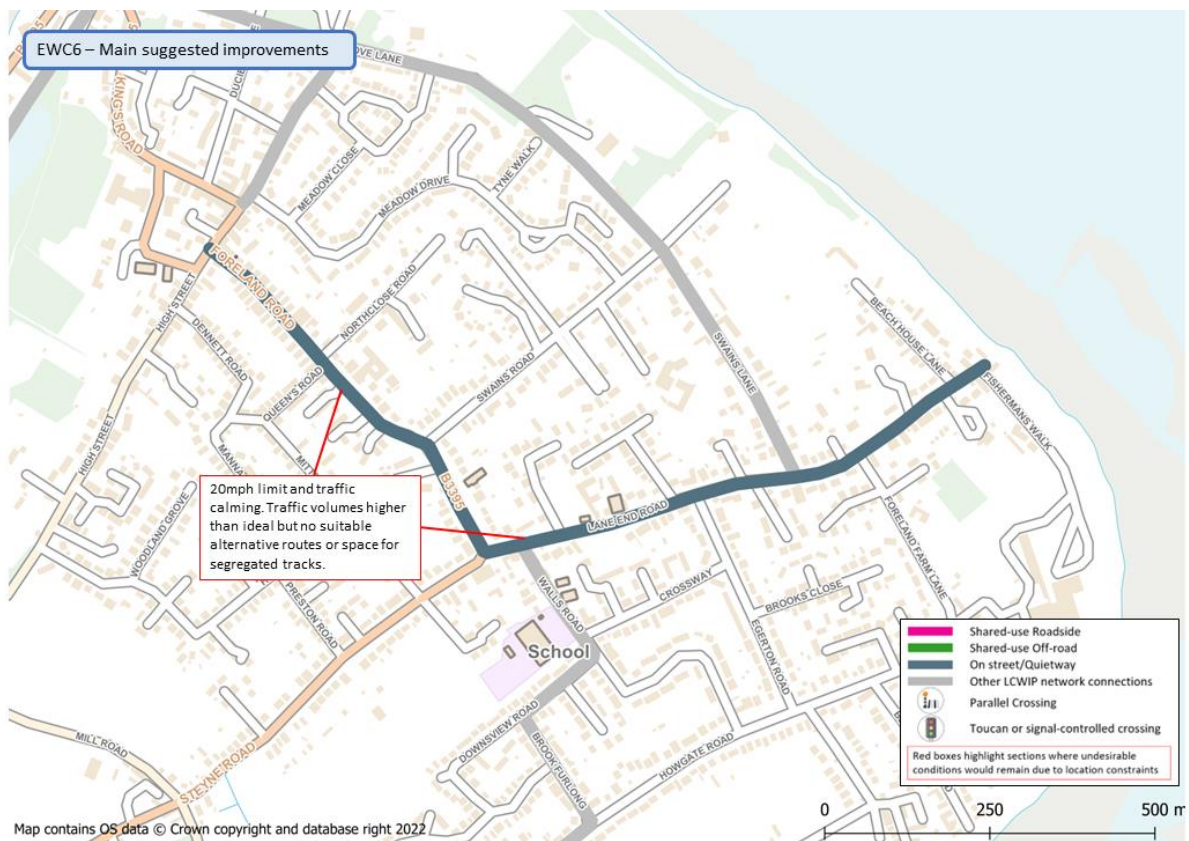 EWC6 – Main suggested improvements
OVE LANE
DUCIE
KING'S ROAD
MEADOW CLOSE
MEADOW DRIVE
TYNE WALK
FORELAND ROAD
HIGH STREET
DENNETT ROAD
NORTHCLOSE ROAD
QUEEN'S ROAD
SWAINS ROAD
SWAINS LANE
BEACH HOUSE LANE
FISHERMANS WALK
HIGH STREET
MANNA
MITT
WOODLAND GROVE
PRESTON ROAD
B3395
LANE END ROAD
20mph limit and traffic
calming. Traffic volumes higher
than ideal but no suitable
alternative routes or space for
segregated tracks.
WALLS ROAD
CROSSWAY
BROOKS CLOSE
FORELAND FARM LANE
EGERTON ROAD
School
DOWNSVIEW ROAD
BROOK FURLONG
HOWGATE ROAD
MILL ROAD
STEYNE ROAD
Shared-use Roadside
Shared-use Off-road
On street/Quietway
Other LCWIP network connections
Parallel Crossing
Toucan or signal-controlled crossing
Red boxes highlight sections where undesirable
conditions would remain due to location constraints
0 250 500 m
Map contains OS data © Crown copyright and database right 2022